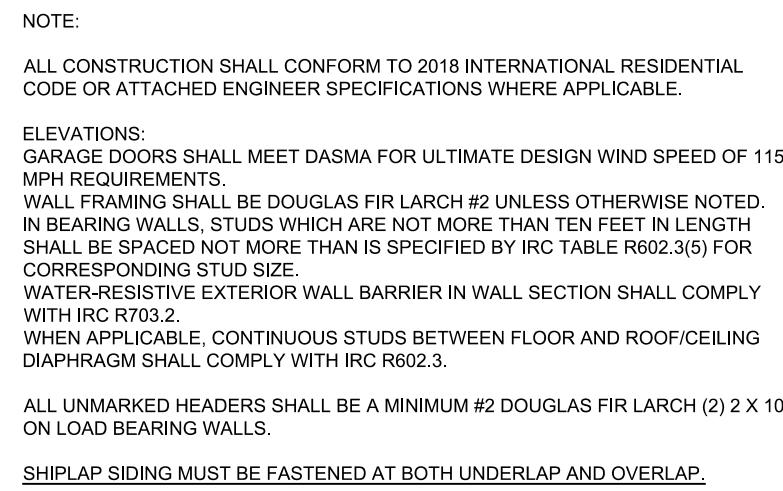 NOTE:
ALL CONSTRUCTION SHALL CONFORM TO 2018 INTERNATIONAL RESIDENTIAL
CODE OR ATTACHED ENGINEER SPECIFICATIONS WHERE APPLICABLE.
ELEVATIONS:
GARAGE DOORS SHALL MEET DASMA FOR ULTIMATE DESIGN WIND SPEED OF 115
MPH REQUIREMENTS.
WALL FRAMING SHALL BE DOUGLAS FIR LARCH #2 UNLESS OTHERWISE NOTED.
IN BEARING WALLS, STUDS WHICH ARE NOT MORE THAN TEN FEET IN LENGTH
SHALL BE SPACED NOT MORE THAN IS SPECIFIED BY IRC TABLE R602.3(5) FOR
CORRESPONDING STUD SIZE.
WATER-RESISTIVE EXTERIOR WALL BARRIER IN WALL SECTION SHALL COMPLY
WITH IRC R703.2.
WHEN APPLICABLE, CONTINUOUS STUDS BETWEEN FLOOR AND ROOF/CEILING
DIAPHRAGM SHALL COMPLY WITH IRC R602.3.
ALL UNMARKED HEADERS SHALL BE A MINIMUM #2 DOUGLAS FIR LARCH (2) 2 X 10
ON LOAD BEARING WALLS.
SHIPLAP SIDING MUST BE FASTENED AT BOTH UNDERLAP AND OVERLAP.